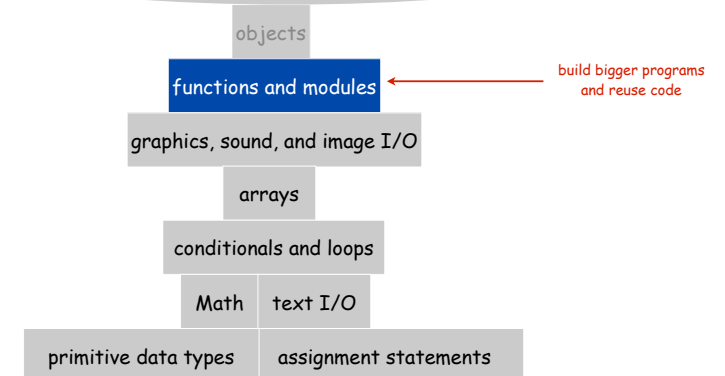 objects
functions and modules
build bigger programs
and reuse code
graphics, sound, and image I/O
arrays
conditionals and loops
Math
text I/O
primitive data types
assignment statements